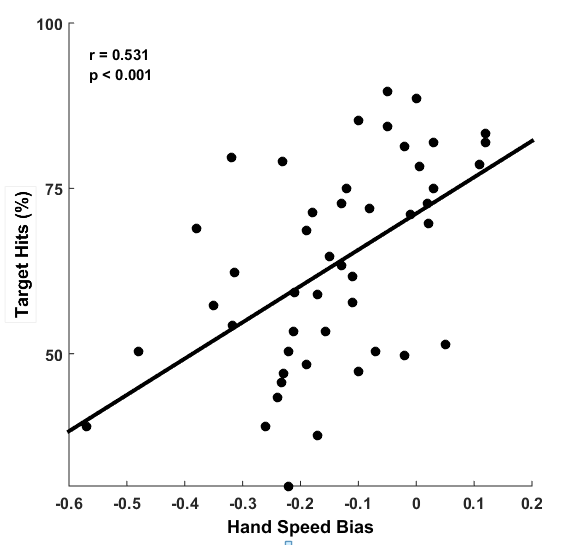 100
r = 0.531
p < 0.001
75
Target Hits (%)
50
-0.6 -0.5 -0.4 -0.3 -0.2 -0.1 0 0.1 0.2
Hand Speed Bias